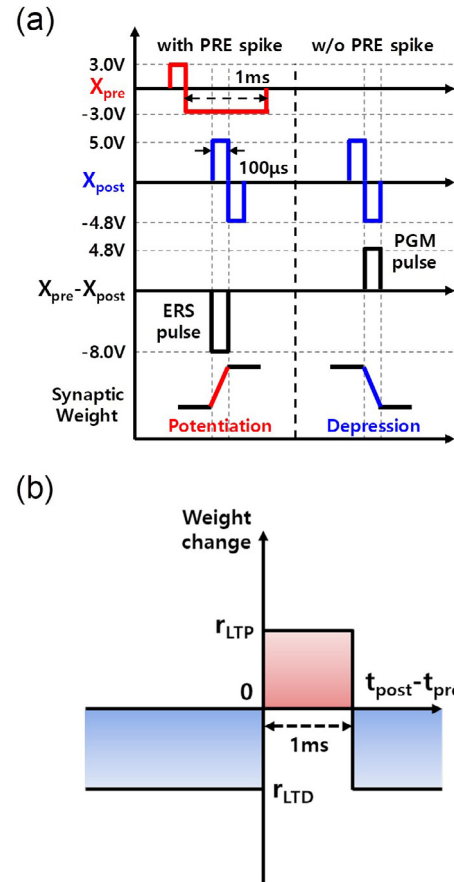 (a)
with PRE spike
w/o PRE spike
3.0V
Xpre
1ms
-3.0V
5.0V
Xpost
100μs
-4.8V
4.8V
PGM
pulse
Xpre-Xpost
ERS
pulse
-8.0V
Synaptic
Weight
Potentiation
Depression
(b)
Weight
change
rLTP
0
tpost-tpre
1ms
rLTD